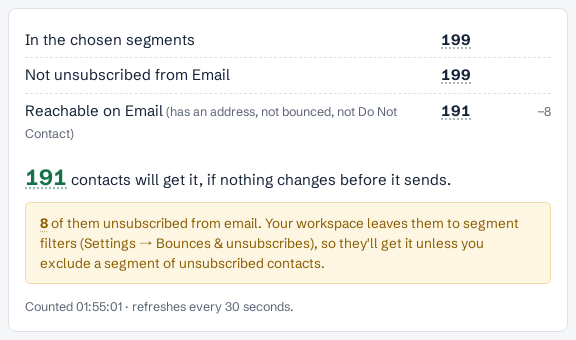 In the chosen segments 199
Not unsubscribed from Email 199
Reachable on Email (has an address, not bounced, not Do Not 191 −8
Contact)
191 contacts will get it, if nothing changes before it sends.
8 of them unsubscribed from email. Your workspace leaves them to segment
filters (Settings → Bounces & unsubscribes), so they'll get it unless you
exclude a segment of unsubscribed contacts.
Counted 01:55:01 · refreshes every 30 seconds.